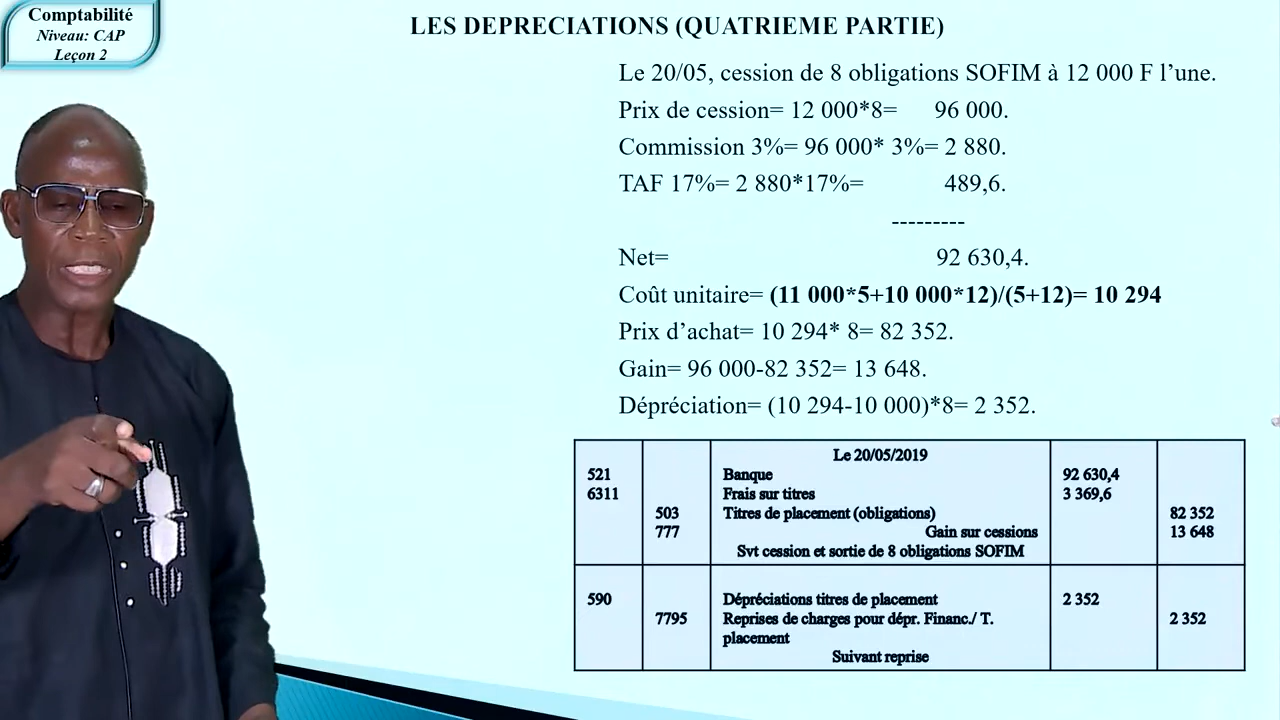 Comptabilité
Niveau: CAP
Leçon 2
LES DEPRECIATIONS (QUATRIEME PARTIE)
Le 20/05, cession de 8 obligations SOFIM à 12 000 F l’une.
Prix de cession= 12 000*8= 96 000.
Commission 3%= 96 000* 3%= 2 880.
TAF 17%= 2 880*17%= 489,6.
---------
Net= 92 630,4.
Coût unitaire= (11 000*5+10 000*12)/(5+12)= 10 294
Prix d’achat= 10 294* 8= 82 352.
Gain= 96 000-82 352= 13 648.
Dépréciation= (10 294-10 000)*8= 2 352.
Le 20/05/2019
521 Banque 92 630,4
6311 Frais sur titres 3 369,6
503 Titres de placement (obligations) 82 352
777 Gain sur cessions 13 648
Svt cession et sortie de 8 obligations SOFIM
590 Dépréciations titres de placement 2 352
7795 Reprises de charges pour dépr. Financ./ T. 2 352
placement
Suivant reprise